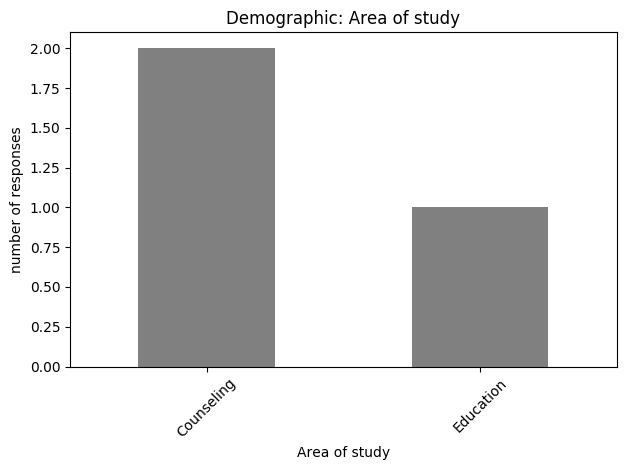 Demographic: Area of study
number of responses
2.00
1.75
1.50
1.25
1.00
0.75
0.50
0.25
0.00
Counseling
Education
Area of study